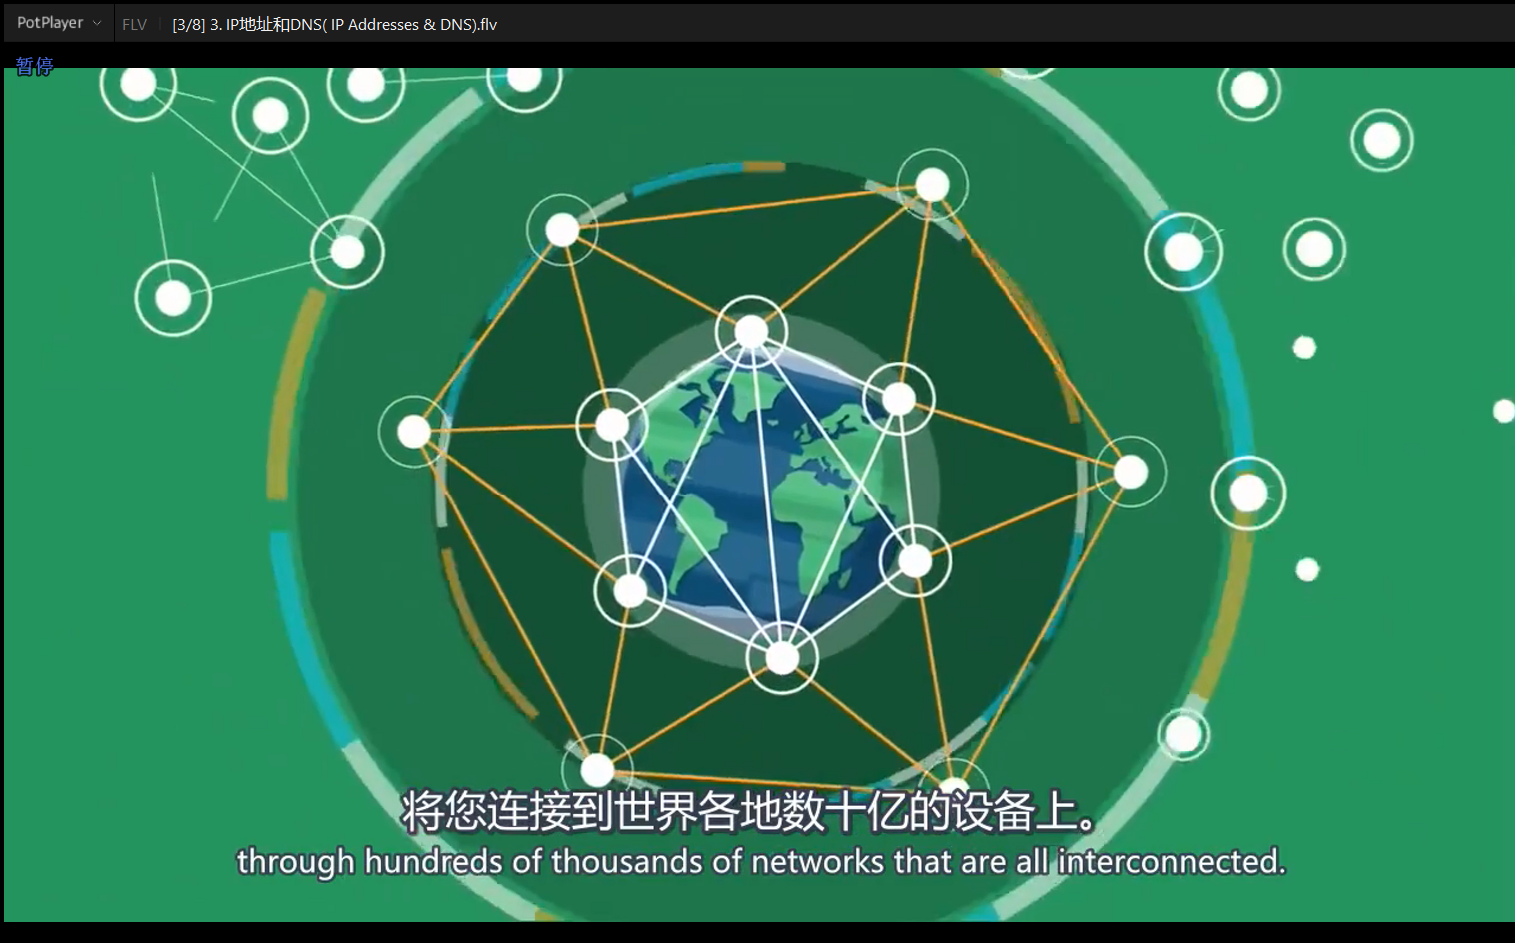 PotPlayer FLV [3/8] 3. IP地址和DNS( IP Addresses & DNS).flv
暂停
将您连接到世界各地数十亿的设备上。
through hundreds of thousands of networks that are all interconnected.